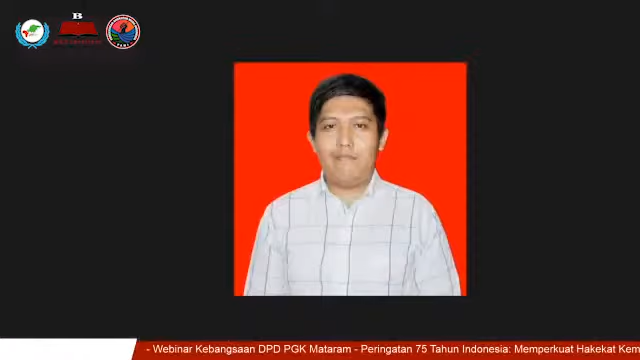 B
- Webinar Kebangsaan DPD PGK Mataram - Peringatan 75 Tahun Indonesia: Memperkuat Hakekat Kem